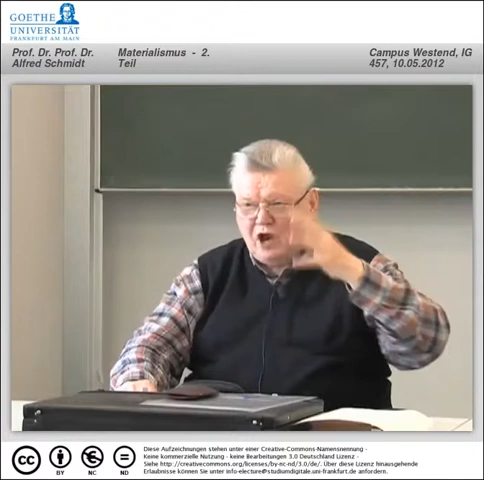 GOETHE
UNIVERSITÄT
FRANKFURT AM MAIN
Prof. Dr. Prof. Dr. Alfred Schmidt
Materialismus - 2. Teil
Campus Westend, IG 457, 10.05.2012
Diese Aufzeichnungen stehen unter einer Creative-Commons-Namensnennung -
Keine kommerzielle Nutzung - keine Bearbeitungen 3.0 Deutschland Lizenz -
Siehe http://creativecommons.org/licenses/by-nc-nd/3.0/de/. Über diese Lizenz hinausgehende
Erlaubnisse können Sie unter info-electure@studiumdigitale.uni-frankfurt.de anfordern.
cc
BY
NC
ND